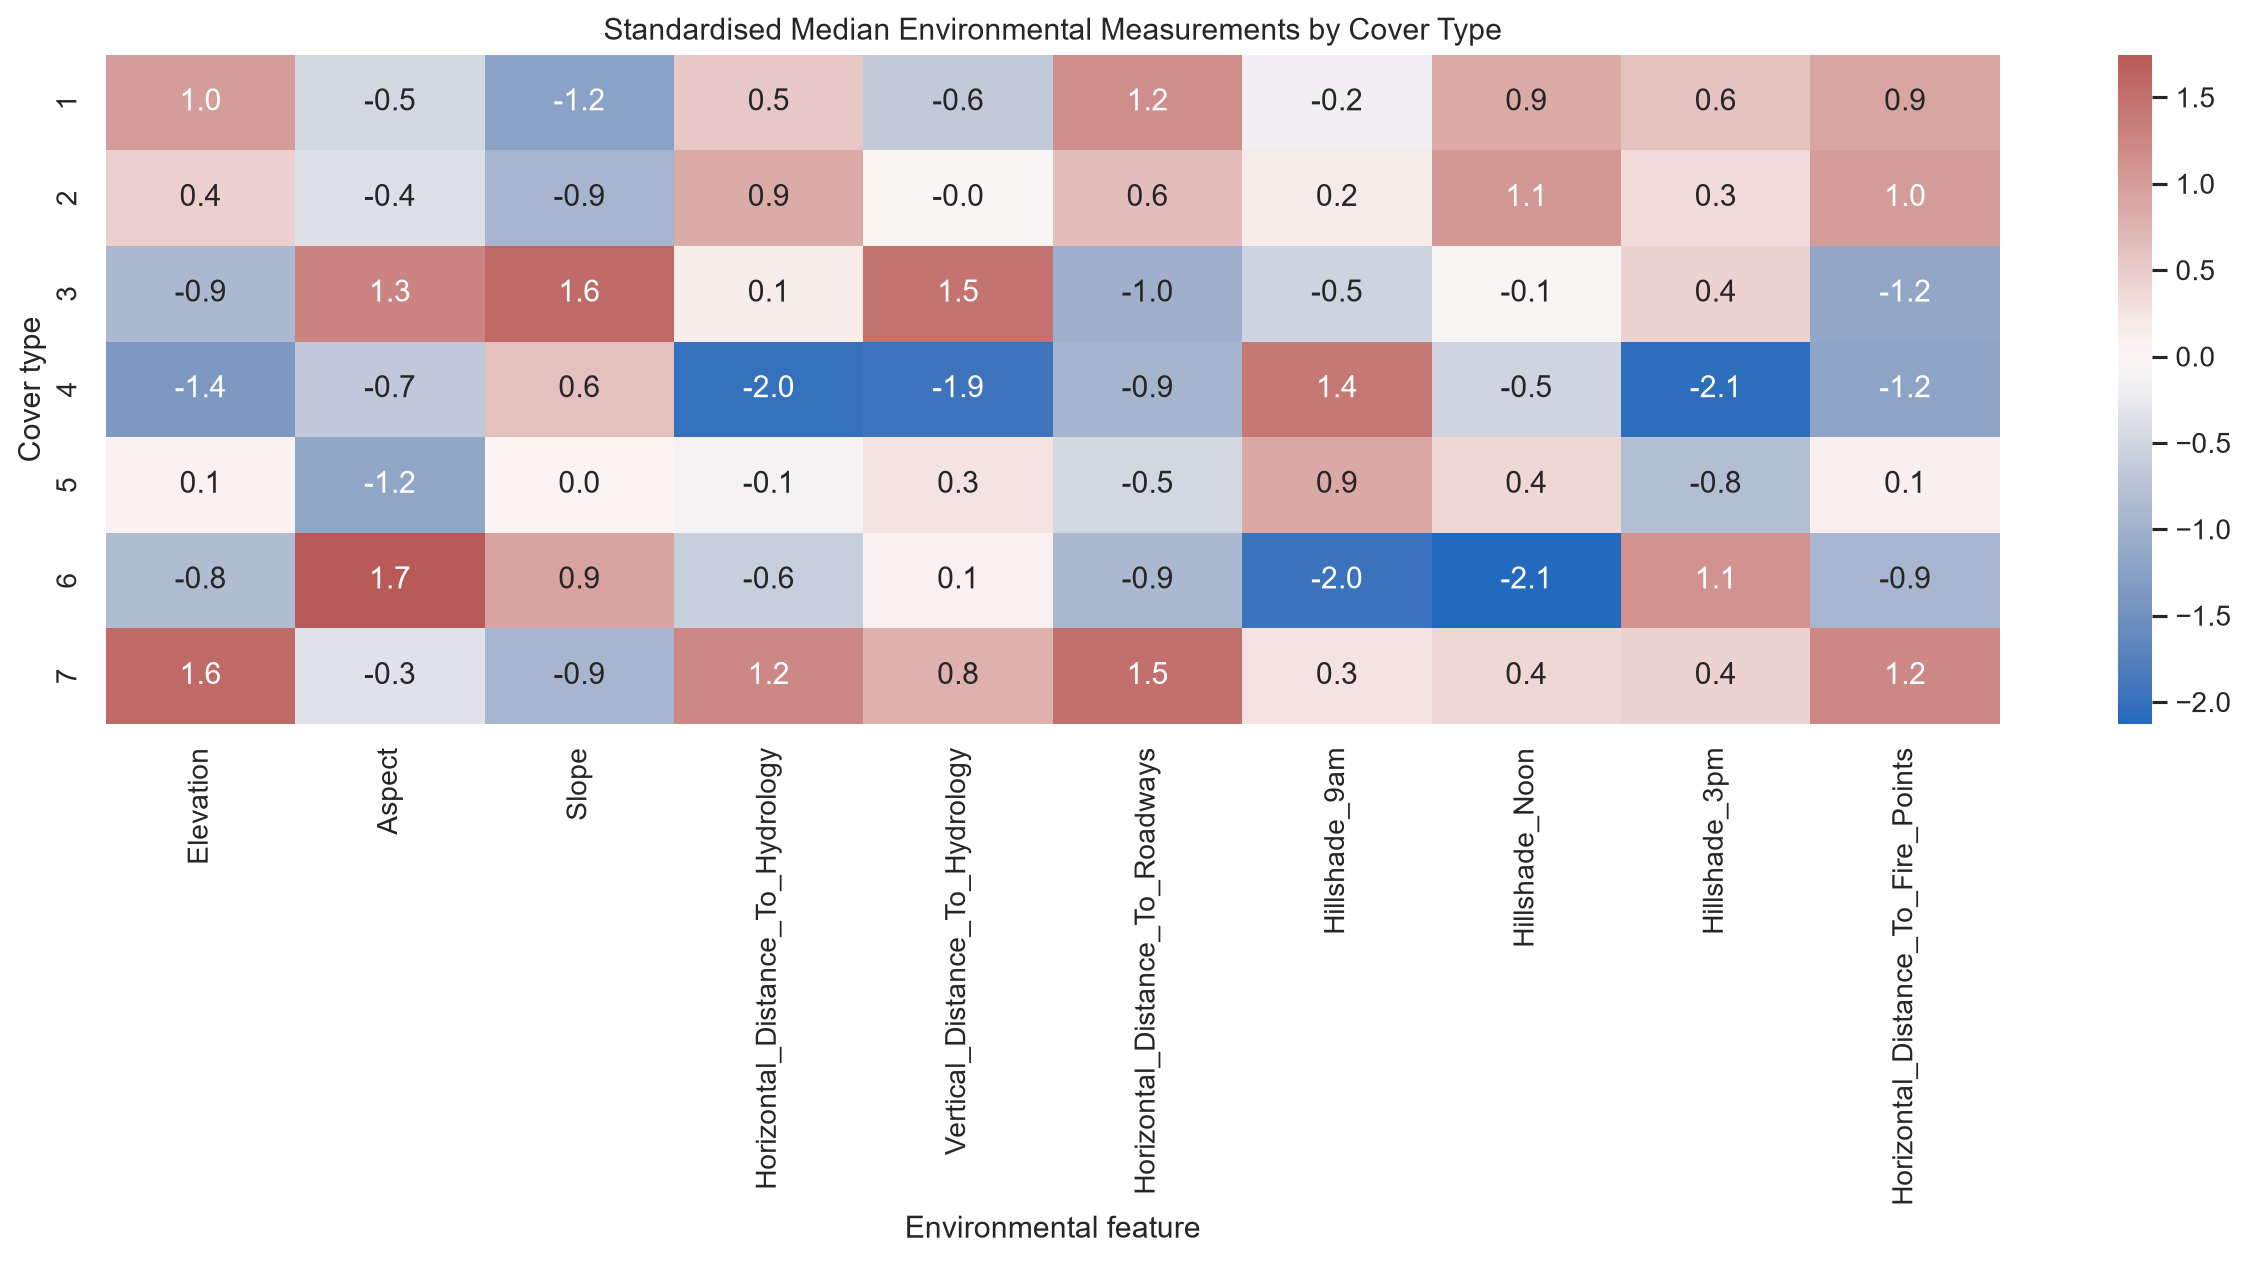 Standardised Median Environmental Measurements by Cover Type
Cover type
1 1.0 -0.5 -1.2 0.5 -0.6 1.2 -0.2 0.9 0.6 0.9
2 0.4 -0.4 -0.9 0.9 -0.0 0.6 0.2 1.1 0.3 1.0
3 -0.9 1.3 1.6 0.1 1.5 -1.0 -0.5 -0.1 0.4 -1.2
4 -1.4 -0.7 0.6 -2.0 -1.9 -0.9 1.4 -0.5 -2.1 -1.2
5 0.1 -1.2 0.0 -0.1 0.3 -0.5 0.9 0.4 -0.8 0.1
6 -0.8 1.7 0.9 -0.6 0.1 -0.9 -2.0 -2.1 1.1 -0.9
7 1.6 -0.3 -0.9 1.2 0.8 1.5 0.3 0.4 0.4 1.2
Elevation
Aspect
Slope
Horizontal_Distance_To_Hydrology
Vertical_Distance_To_Hydrology
Horizontal_Distance_To_Roadways
Hillshade_9am
Hillshade_Noon
Hillshade_3pm
Horizontal_Distance_To_Fire_Points
Environmental feature
1.5
1.0
0.5
0.0
−0.5
−1.0
−1.5
−2.0